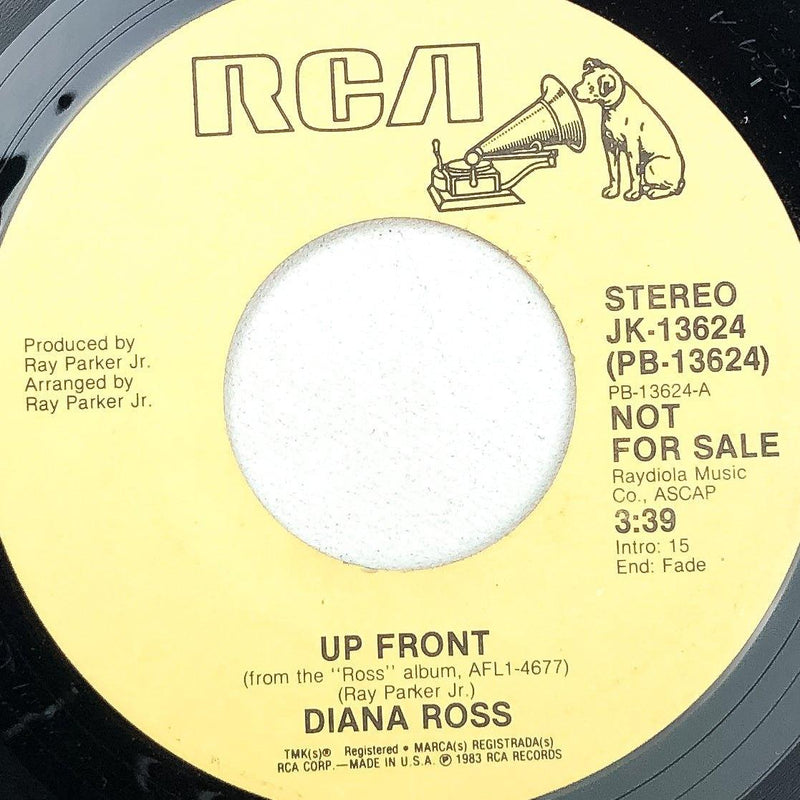 RCA
Produced by
Ray Parker Jr.
Arranged by
Ray Parker Jr.
STEREO
JK-13624
(PB-13624)
PB-13624-A
NOT
FOR SALE
Raydiola Music
Co., ASCAP
3:39
Intro: 15
End: Fade
UP FRONT
(from the "Ross" album, AFL1-4677)
(Ray Parker Jr.)
DIANA ROSS
TMK(s)® Registered • MARCA(s) REGISTRADA(s)
RCA CORP.—MADE IN U.S.A. ℗ 1983 RCA RECORDS